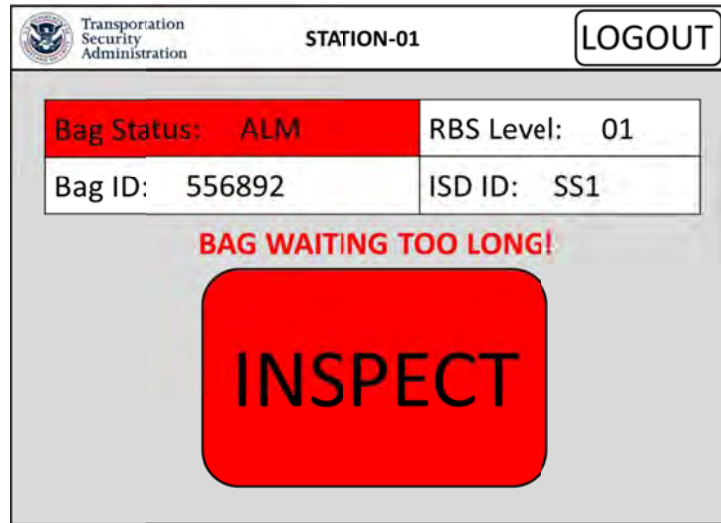 Transportation
Security
Administration
STATION-01
LOGOUT
Bag Status: ALM
RBS Level: 01
Bag ID: 556892
ISD ID: SS1
BAG WAITING TOO LONG!
INSPECT